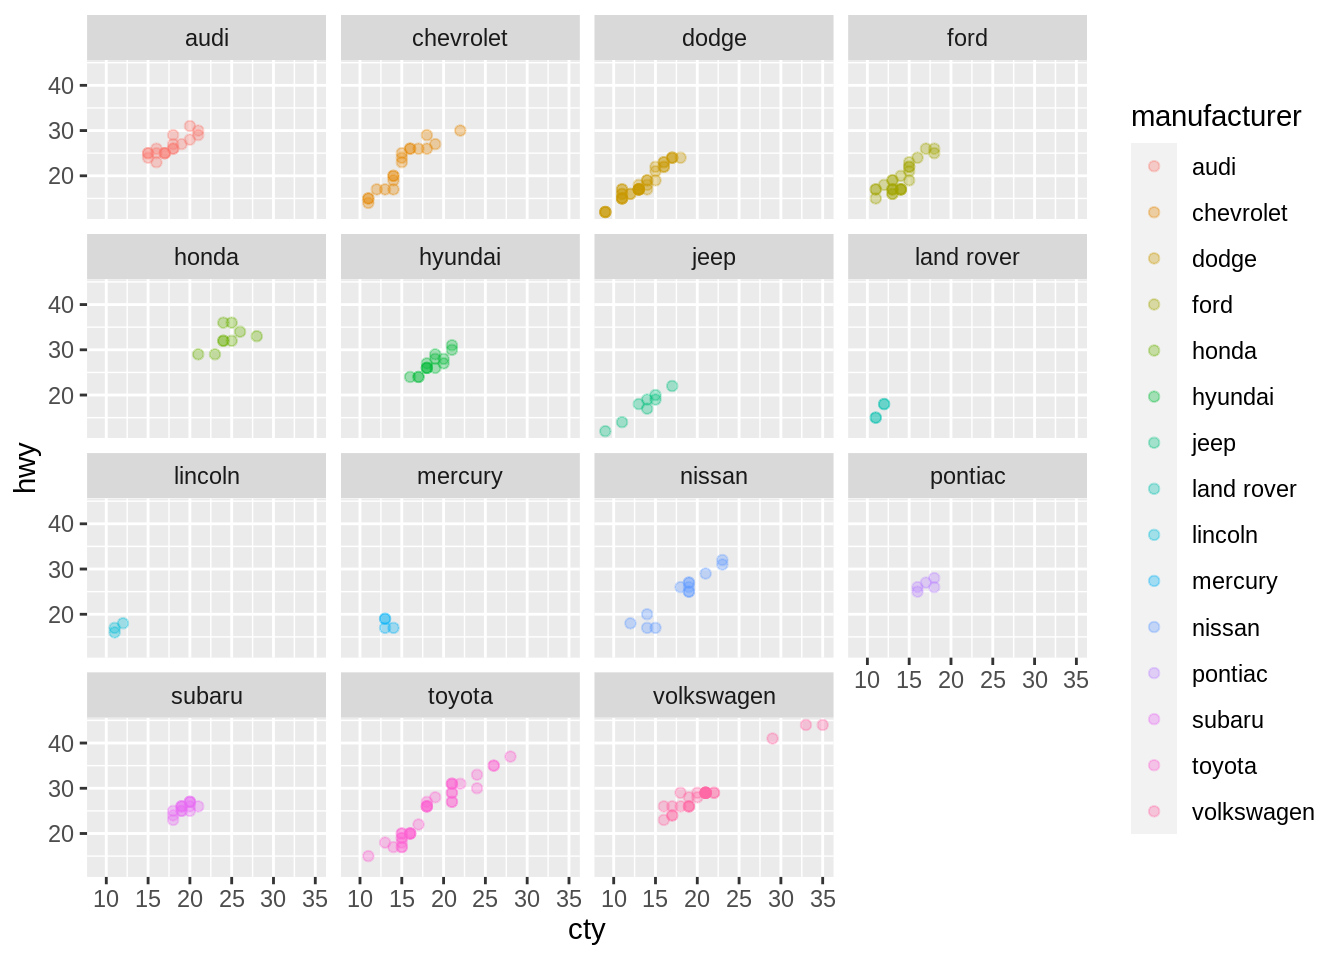 audi chevrolet dodge ford
40
30
20
honda hyundai jeep land rover
40
30
20
lincoln mercury nissan pontiac
40
30
20
10 15 20 25 30 35
subaru toyota volkswagen
40
30
20
10 15 20 25 30 35 10 15 20 25 30 35 10 15 20 25 30 35
cty
hwy
manufacturer
audi
chevrolet
dodge
ford
honda
hyundai
jeep
land rover
lincoln
mercury
nissan
pontiac
subaru
toyota
volkswagen